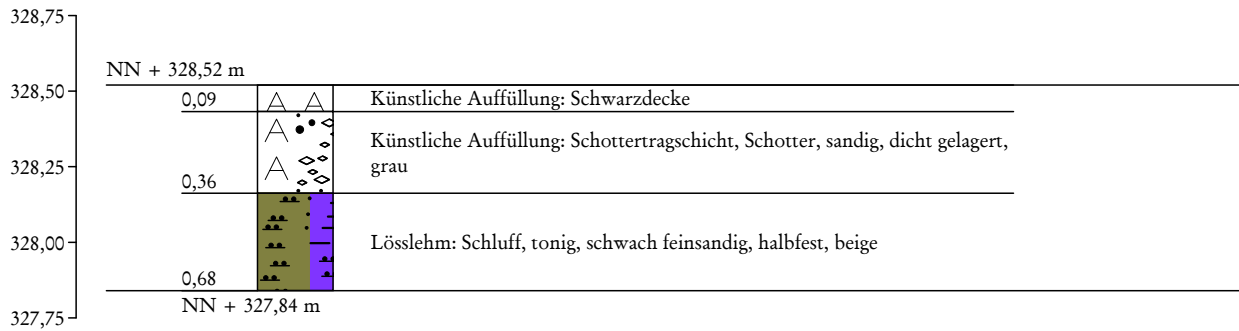 328,75
NN + 328,52 m
328,50
0,09
Künstliche Auffüllung: Schwarzdecke
Künstliche Auffüllung: Schottertragschicht, Schotter, sandig, dicht gelagert,
grau
328,25
0,36
328,00
Lösslehm: Schluff, tonig, schwach feinsandig, halbfest, beige
0,68
NN + 327,84 m
327,75